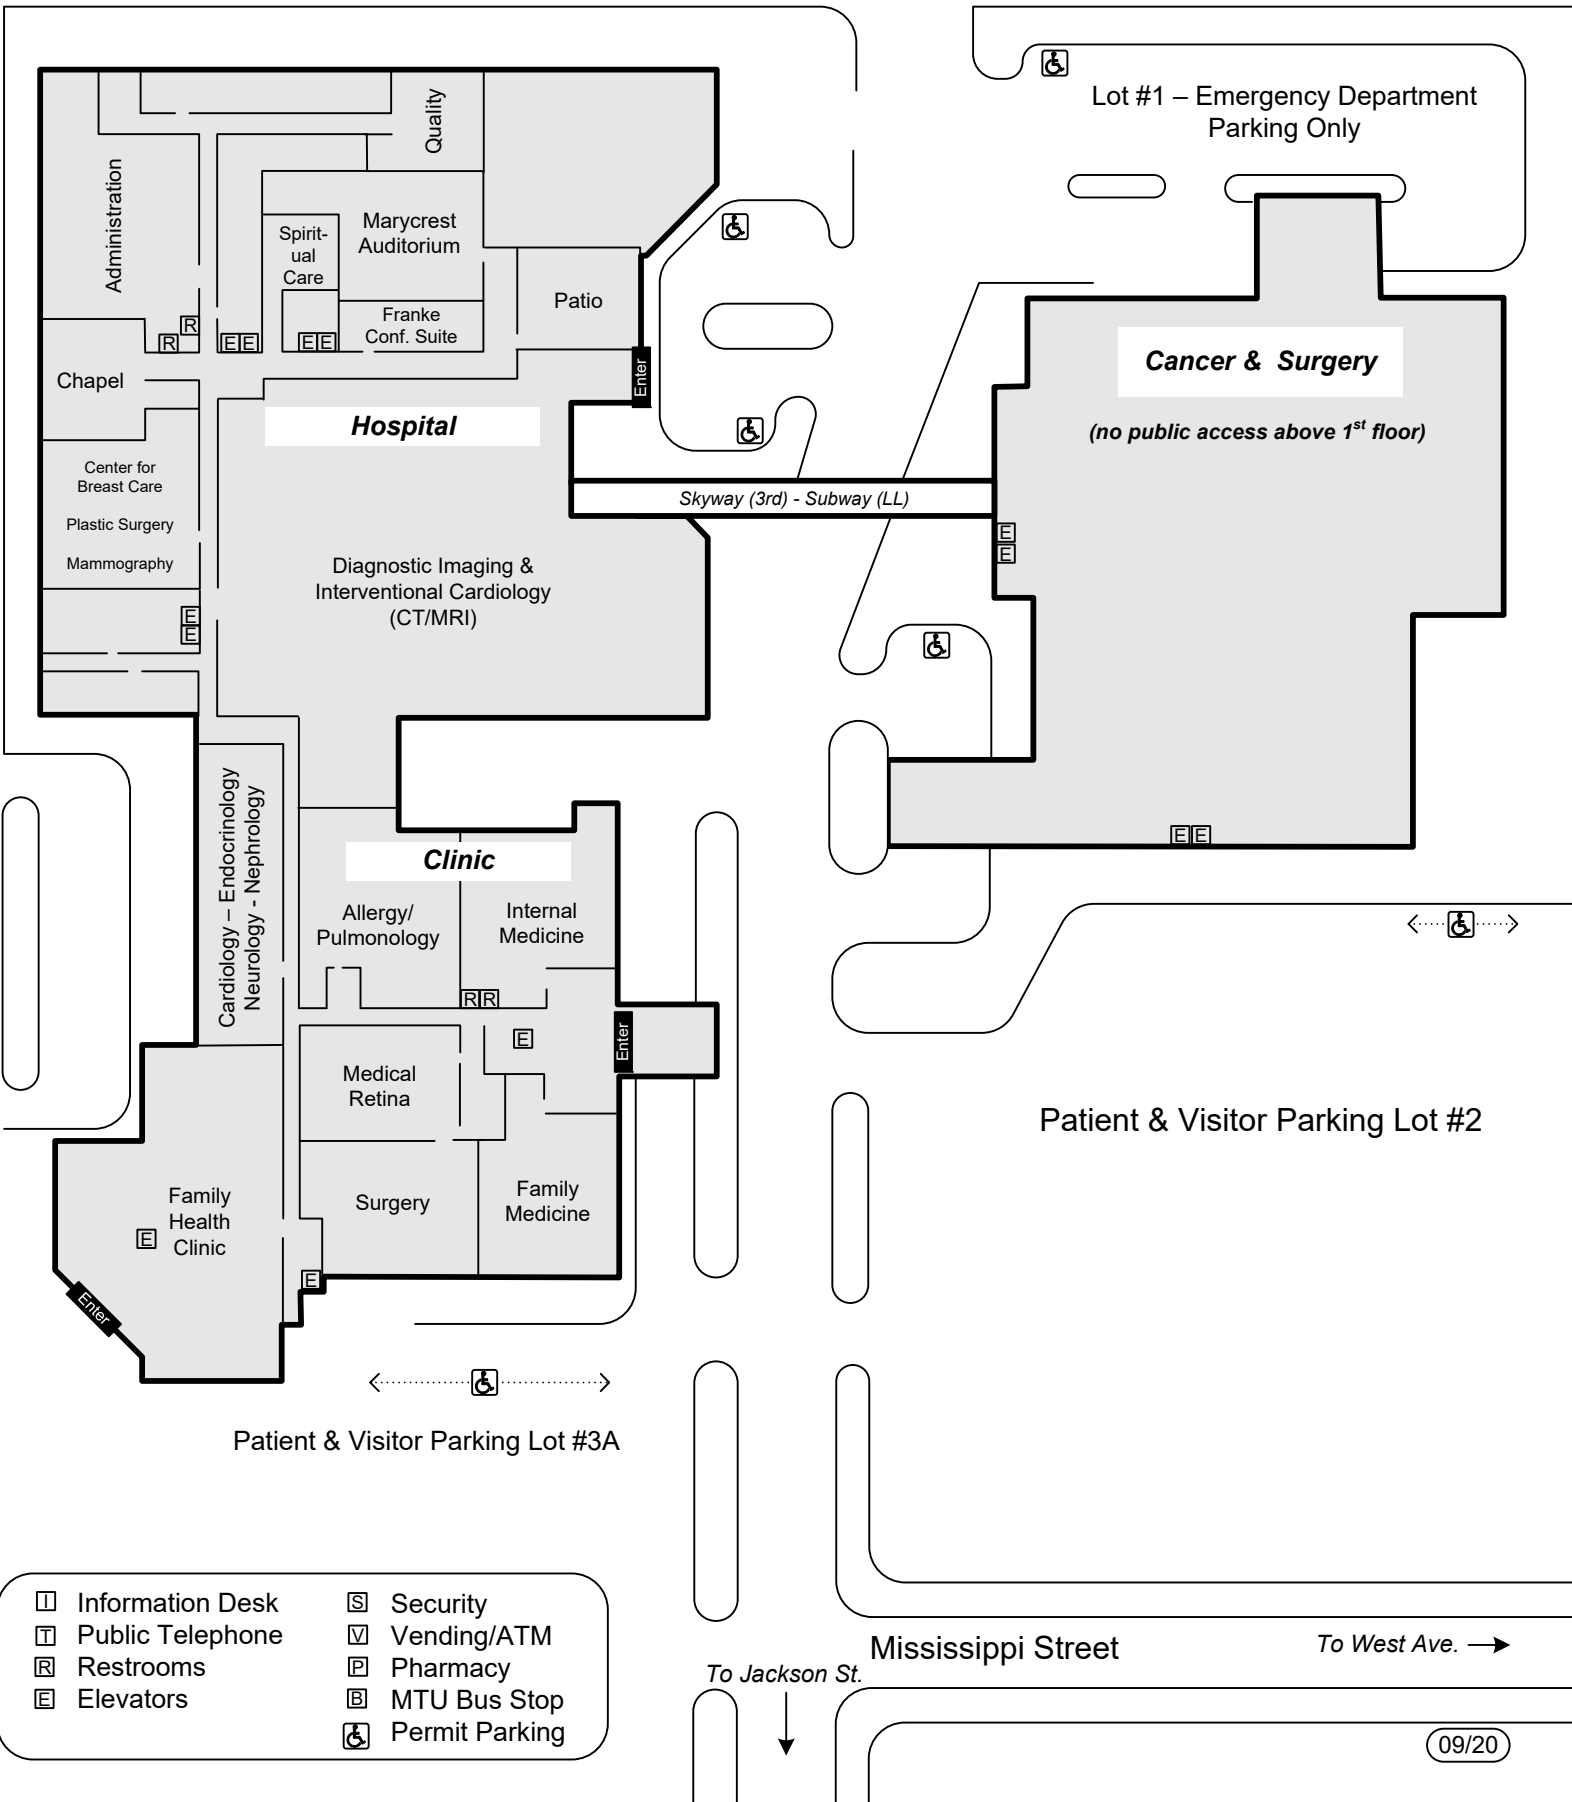 Lot #1 – Emergency Department
Parking Only
Quality
Administration
Marycrest
Auditorium
Spirit-
ual
Care
Patio
Franke
Conf. Suite
R
R
E E
E E
Enter
Chapel
Cancer & Surgery
(no public access above 1st floor)
Hospital
Center for
Breast Care
Plastic Surgery
Mammography
Skyway (3rd) - Subway (LL)
E
E
Diagnostic Imaging &
Interventional Cardiology
(CT/MRI)
E
E
Cardiology – Endocrinology
Neurology - Nephrology
E E
Clinic
Allergy/
Pulmonology
Internal
Medicine
R R
E
Enter
Medical
Retina
Patient & Visitor Parking Lot #2
Family
Health
Clinic
E
Surgery
Family
Medicine
E
Enter
Patient & Visitor Parking Lot #3A
I Information Desk
T Public Telephone
R Restrooms
E Elevators
S Security
V Vending/ATM
P Pharmacy
B MTU Bus Stop
Permit Parking
Mississippi Street
To West Ave.
To Jackson St.
09/20